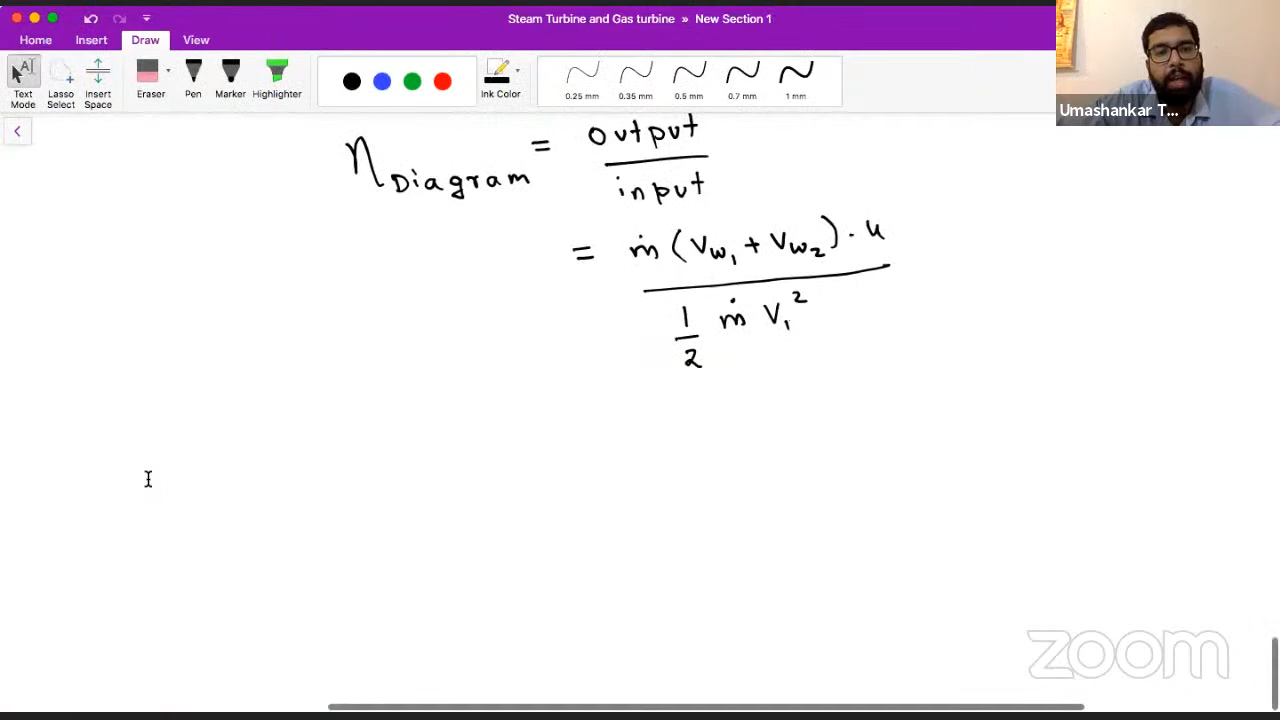 Steam Turbine and Gas turbine » New Section 1
Home Insert Draw View
Text Mode
Lasso Select
Insert Space
Eraser
Pen
Marker
Highlighter
Ink Color
0.25 mm
0.35 mm
0.5 mm
0.7 mm
1 mm
Umashankar T...
η_Diagram = output / input
= ṁ (V_w₁ + V_w₂) · u / 1/2 ṁ V₁²
zoom